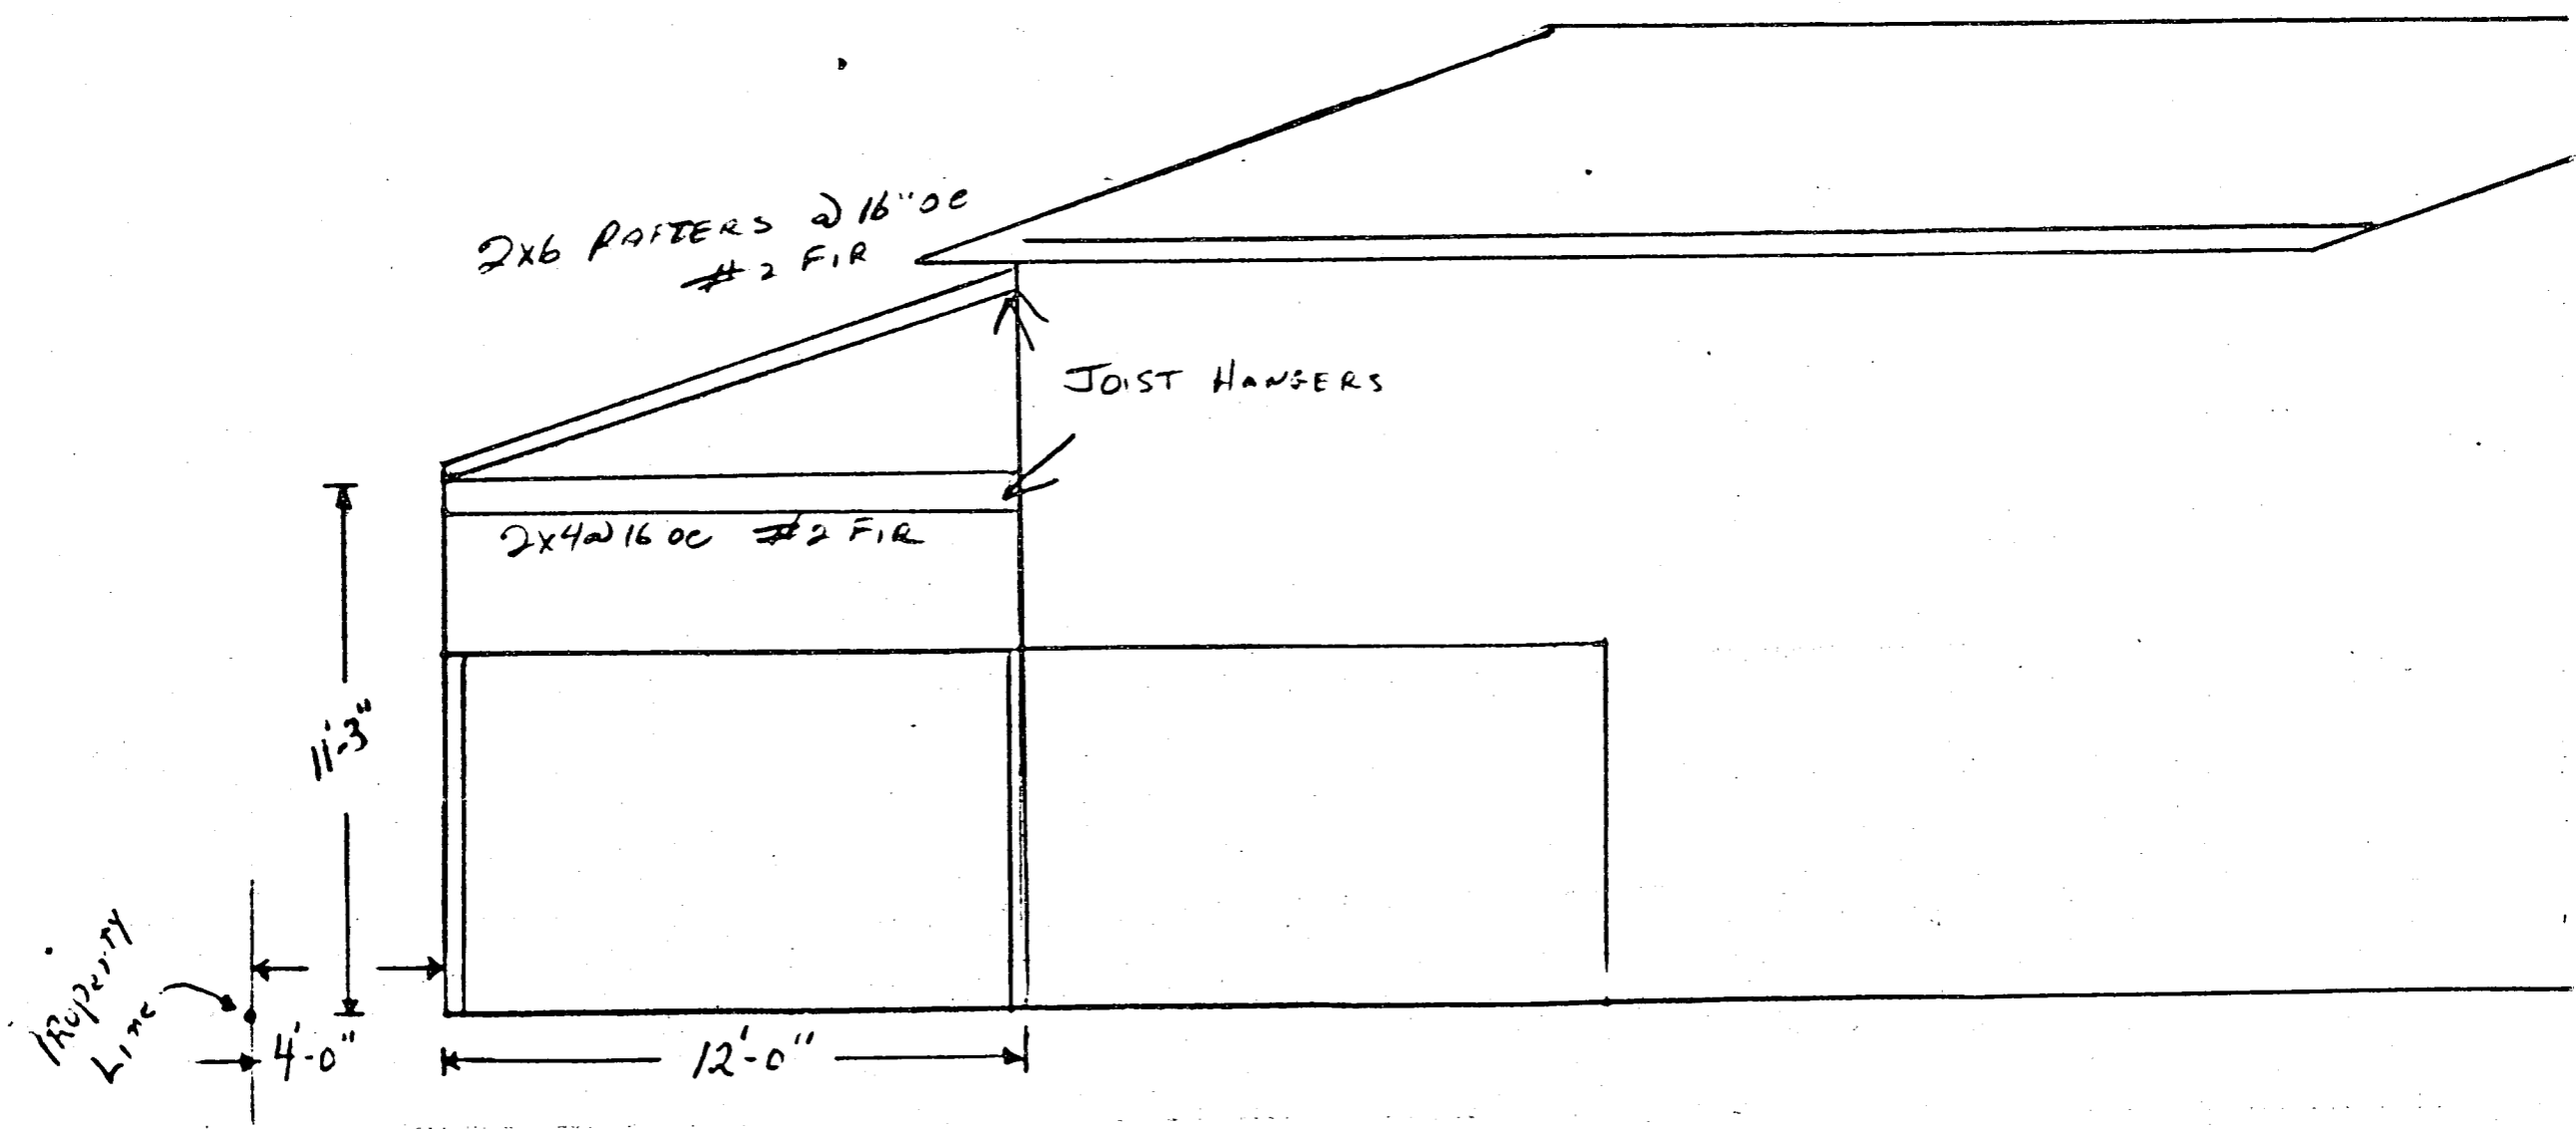 2x6 RAFTERS @ 16" OC
#2 FIR
JOIST HANGERS
2x4 @ 16 OC #2 FIR
11'-3"
PRoperty
Line
4'-0"
12'-0"